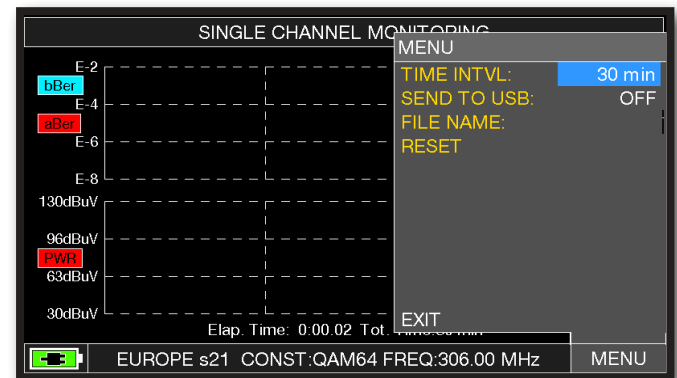 SINGLE CHANNEL MONITORING
MENU
TIME INTVL: 30 min
SEND TO USB: OFF
FILE NAME:
RESET
EXIT
E-2
bBer
E-4
aBer
E-6
E-8
130dBuV
96dBuV
PWR
63dBuV
30dBuV
Elap. Time: 0:00.02 Tot.
EUROPE s21 CONST:QAM64 FREQ:306.00 MHz MENU